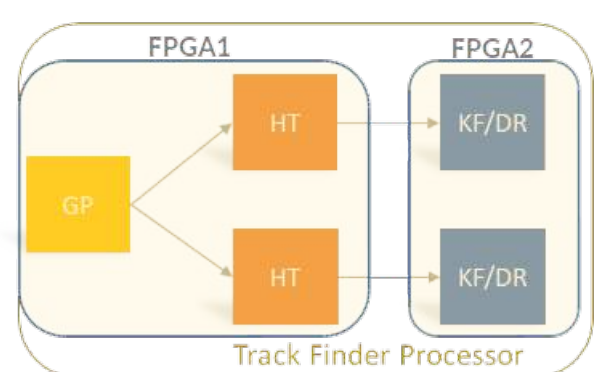 FPGA1 FPGA2
HT KF/DR
GP
HT KF/DR
Track Finder Processor